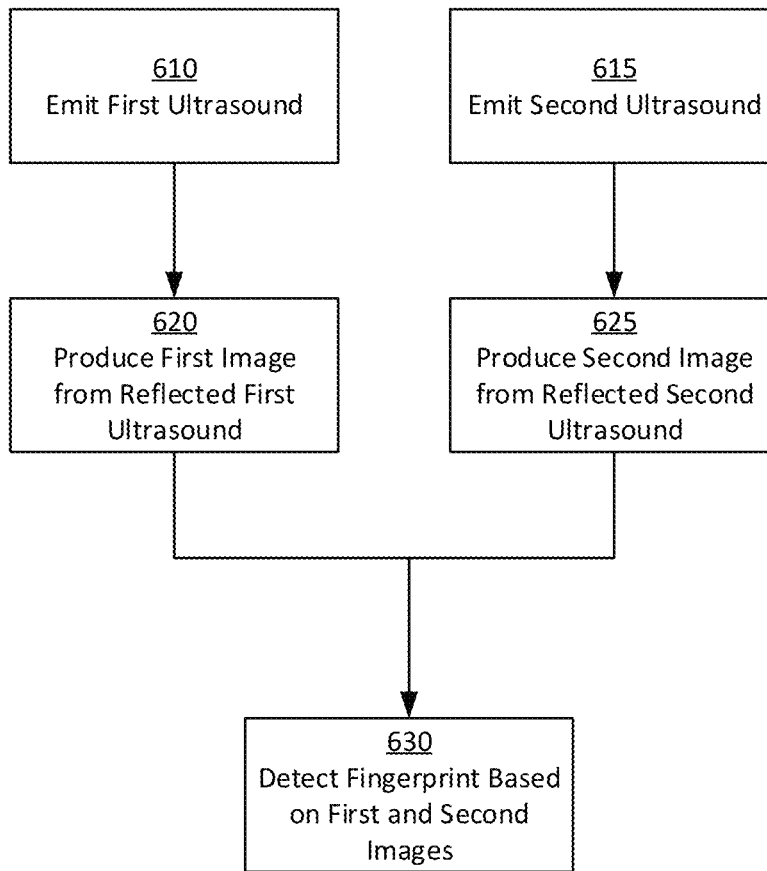 610
Emit First Ultrasound
615
Emit Second Ultrasound
620
Produce First Image
from Reflected First
Ultrasound
625
Produce Second Image
from Reflected Second
Ultrasound
630
Detect Fingerprint Based
on First and Second
Images